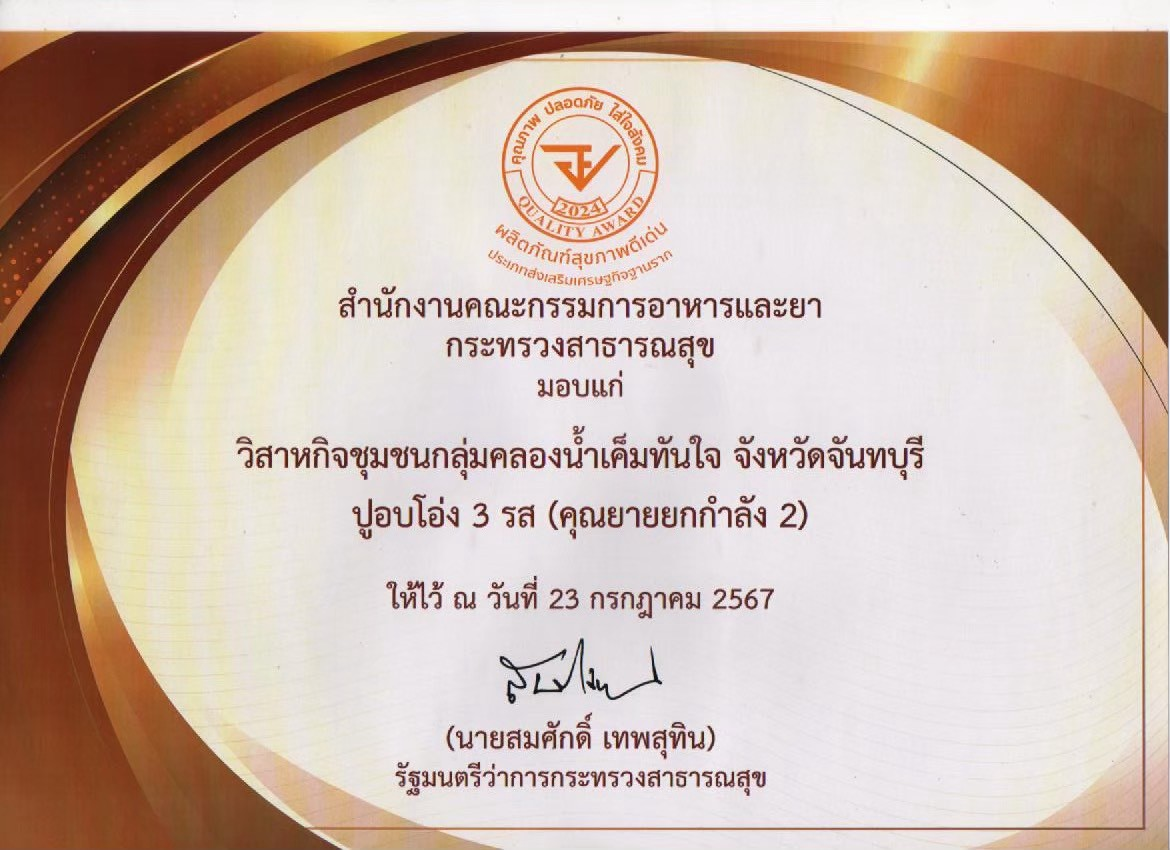 คุณภาพ ปลอดภัย ใส่ใจสังคม
อย
2024
QUALITY AWARD
ผลิตภัณฑ์สุขภาพดีเด่น
ประเภทส่งเสริมเศรษฐกิจฐานราก
สำนักงานคณะกรรมการอาหารและยา
กระทรวงสาธารณสุข
มอบแก่
วิสาหกิจชุมชนกลุ่มคลองน้ำเค็มทันใจ จังหวัดจันทบุรี
ปูอบโอ่ง 3 รส (คุณยายยกกำลัง 2)
ให้ไว้ ณ วันที่ 23 กรกฎาคม 2567
(นายสมศักดิ์ เทพสุทิน)
รัฐมนตรีว่าการกระทรวงสาธารณสุข